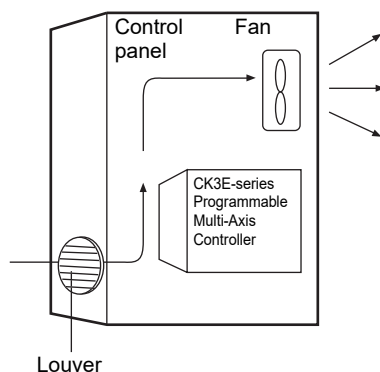 Control
panel
Fan
CK3E-series
Programmable
Multi-Axis
Controller
Louver